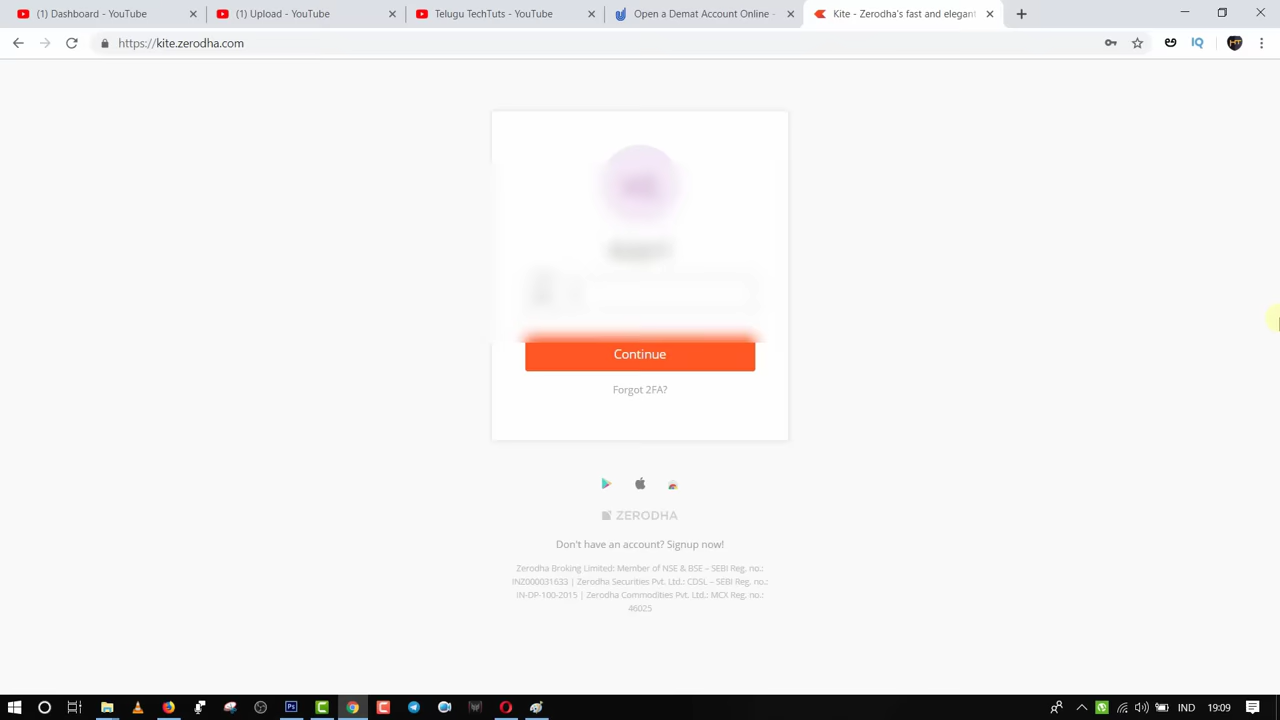 (1) Dashboard - YouTube
(1) Upload - YouTube
Telugu TechTuts - YouTube
Open a Demat Account Online -
Kite - Zerodha's fast and elegant
https://kite.zerodha.com
IQ
HT
Continue
Forgot 2FA?
ZERODHA
Don't have an account? Signup now!
Zerodha Broking Limited: Member of NSE & BSE – SEBI Reg. no.:
INZ000031633 | Zerodha Securities Pvt. Ltd.: CDSL – SEBI Reg. no.:
IN-DP-100-2015 | Zerodha Commodities Pvt. Ltd.: MCX Reg. no.:
46025
Ps
IND
19:09